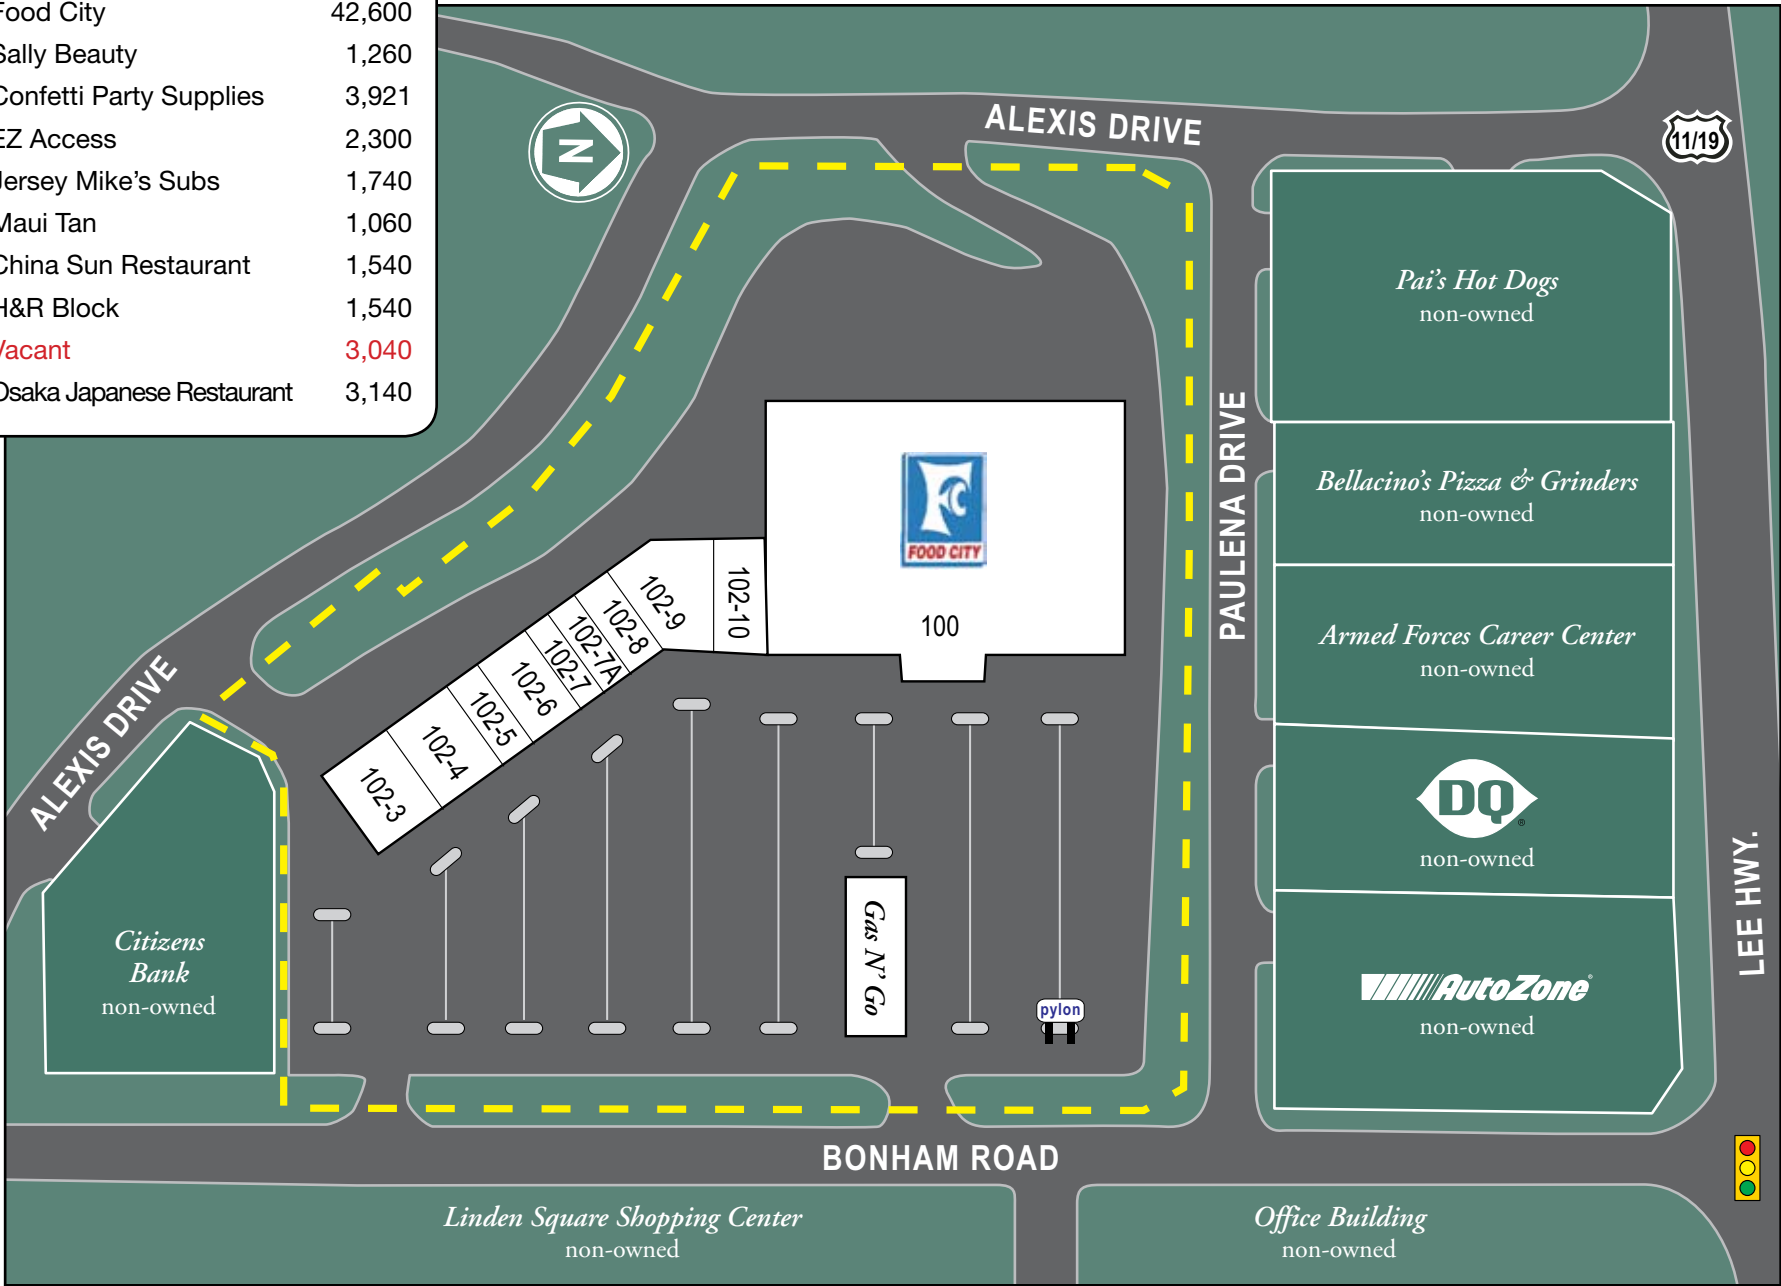 Food City 42,600
Sally Beauty 1,260
Confetti Party Supplies 3,921
EZ Access 2,300
Jersey Mike's Subs 1,740
Maui Tan 1,060
China Sun Restaurant 1,540
H&R Block 1,540
Vacant 3,040
Osaka Japanese Restaurant 3,140
N
ALEXIS DRIVE
11/19
Pai's Hot Dogs
non-owned
PAULENA DRIVE
Bellacino's Pizza & Grinders
non-owned
FC
FOOD CITY
100
102-10
102-9
102-8
102-7A
102-7
102-6
102-5
102-4
102-3
Armed Forces Career Center
non-owned
ALEXIS DRIVE
DQ®
non-owned
LEE HWY.
Citizens
Bank
non-owned
Gas N' Go
pylon
AutoZone®
non-owned
BONHAM ROAD
Linden Square Shopping Center
non-owned
Office Building
non-owned